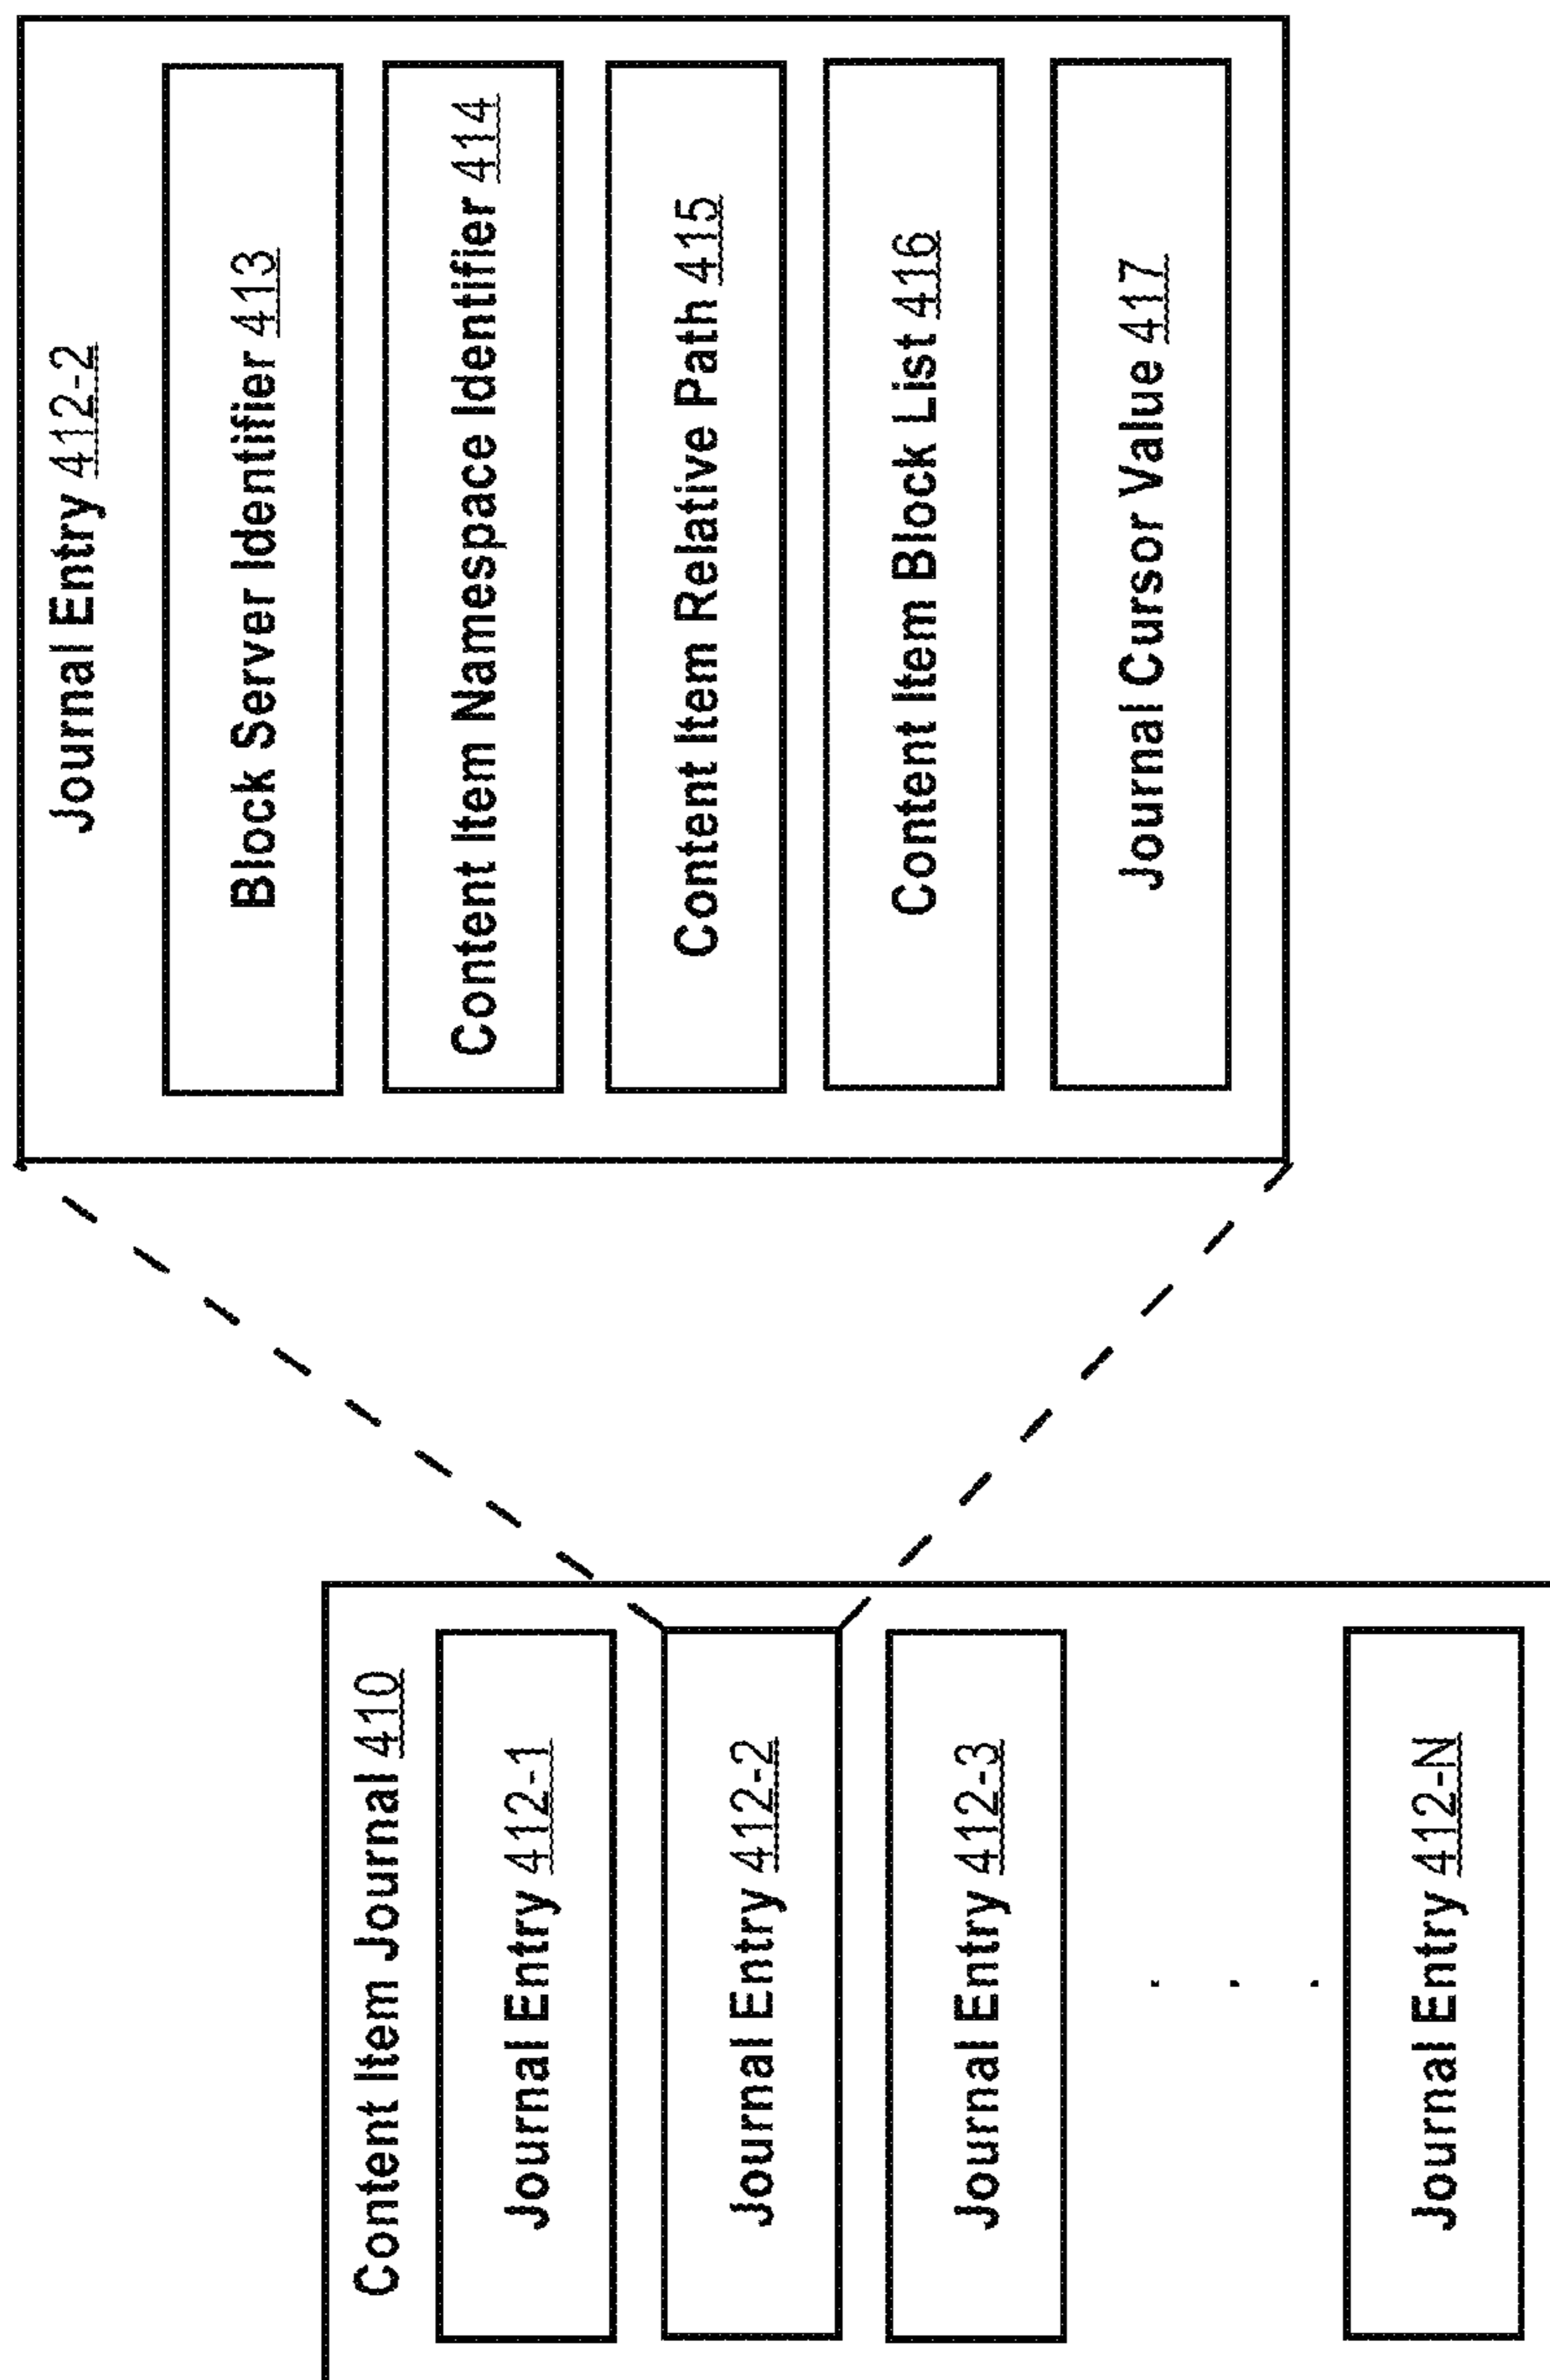 Content Item Journal 410
Journal Entry 412-1
Journal Entry 412-2
Journal Entry 412-3
. . .
Journal Entry 412-N
Journal Entry 412-2
Block Server Identifier 413
Content Item Namespace Identifier 414
Content Item Relative Path 415
Content Item Block List 416
Journal Cursor Value 417